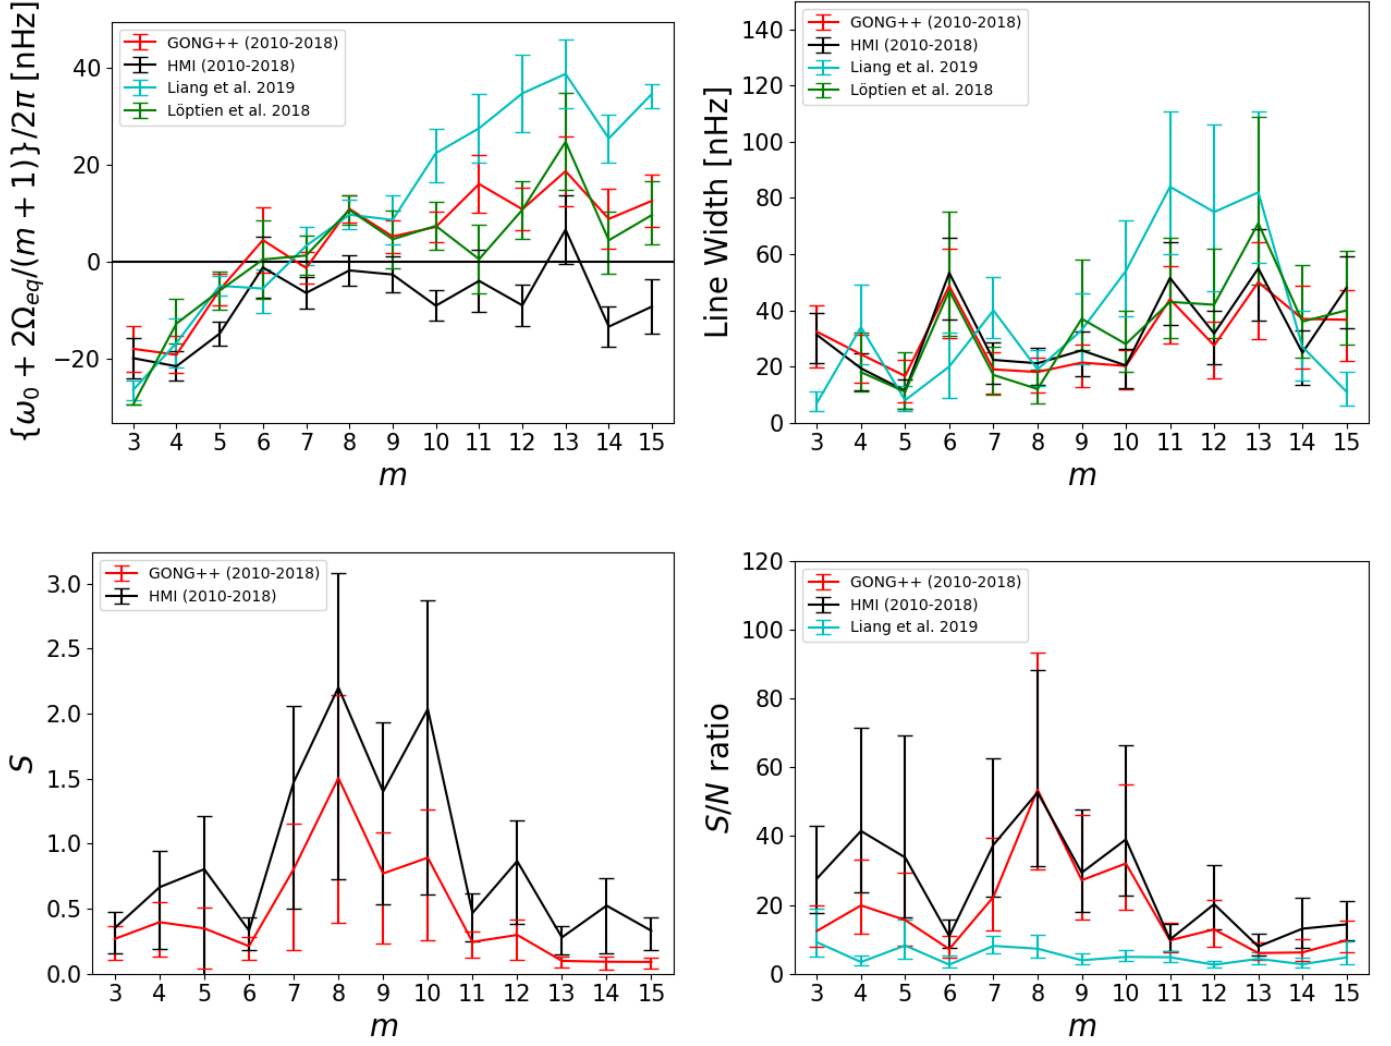 {ω₀ + 2Ωeq/(m + 1)}/2π [nHz]
40
20
0
−20
GONG++ (2010-2018)
HMI (2010-2018)
Liang et al. 2019
Löptien et al. 2018
3 4 5 6 7 8 9 10 11 12 13 14 15
m
Line Width [nHz]
140
120
100
80
60
40
20
0
GONG++ (2010-2018)
HMI (2010-2018)
Liang et al. 2019
Löptien et al. 2018
3 4 5 6 7 8 9 10 11 12 13 14 15
m
S
3.0
2.5
2.0
1.5
1.0
0.5
0.0
GONG++ (2010-2018)
HMI (2010-2018)
3 4 5 6 7 8 9 10 11 12 13 14 15
m
S/N ratio
120
100
80
60
40
20
0
GONG++ (2010-2018)
HMI (2010-2018)
Liang et al. 2019
3 4 5 6 7 8 9 10 11 12 13 14 15
m